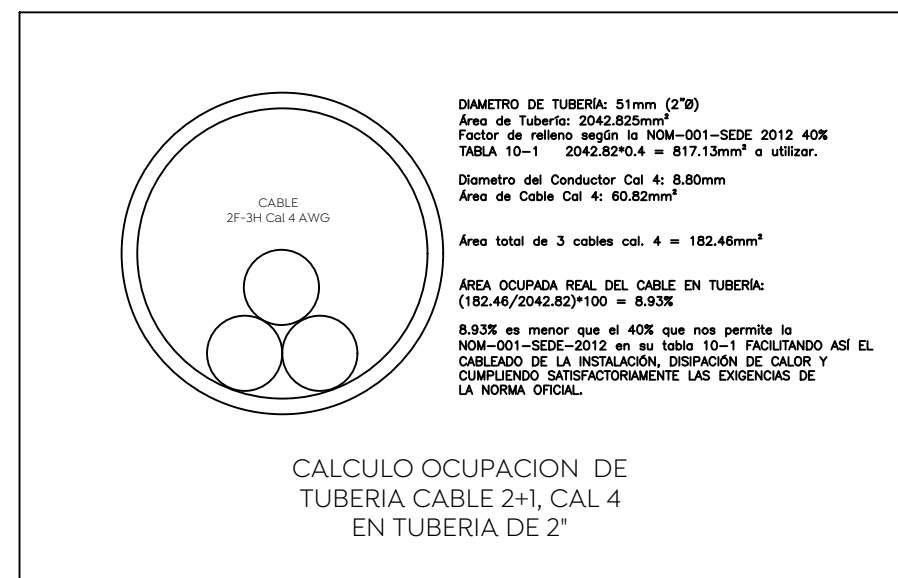 CABLE
2F-3H Cal 4 AWG
DIAMETRO DE TUBERÍA: 51mm (2"Ø)
Área de Tubería: 2042.825mm²
Factor de relleno según la NOM-001-SEDE 2012 40%
TABLA 10-1 2042.82*0.4 = 817.13mm² a utilizar.
Diametro del Conductor Cal 4: 8.80mm
Área de Cable Cal 4: 60.82mm²
Área total de 3 cables cal. 4 = 182.46mm²
ÁREA OCUPADA REAL DEL CABLE EN TUBERÍA:
(182.46/2042.82)*100 = 8.93%
8.93% es menor que el 40% que nos permite la
NOM-001-SEDE-2012 en su tabla 10-1 FACILITANDO ASÍ EL
CABLEADO DE LA INSTALACIÓN, DISIPACIÓN DE CALOR Y
CUMPLIENDO SATISFACTORIAMENTE LAS EXIGENCIAS DE
LA NORMA OFICIAL.
CALCULO OCUPACION DE
TUBERIA CABLE 2+1, CAL 4
EN TUBERIA DE 2"